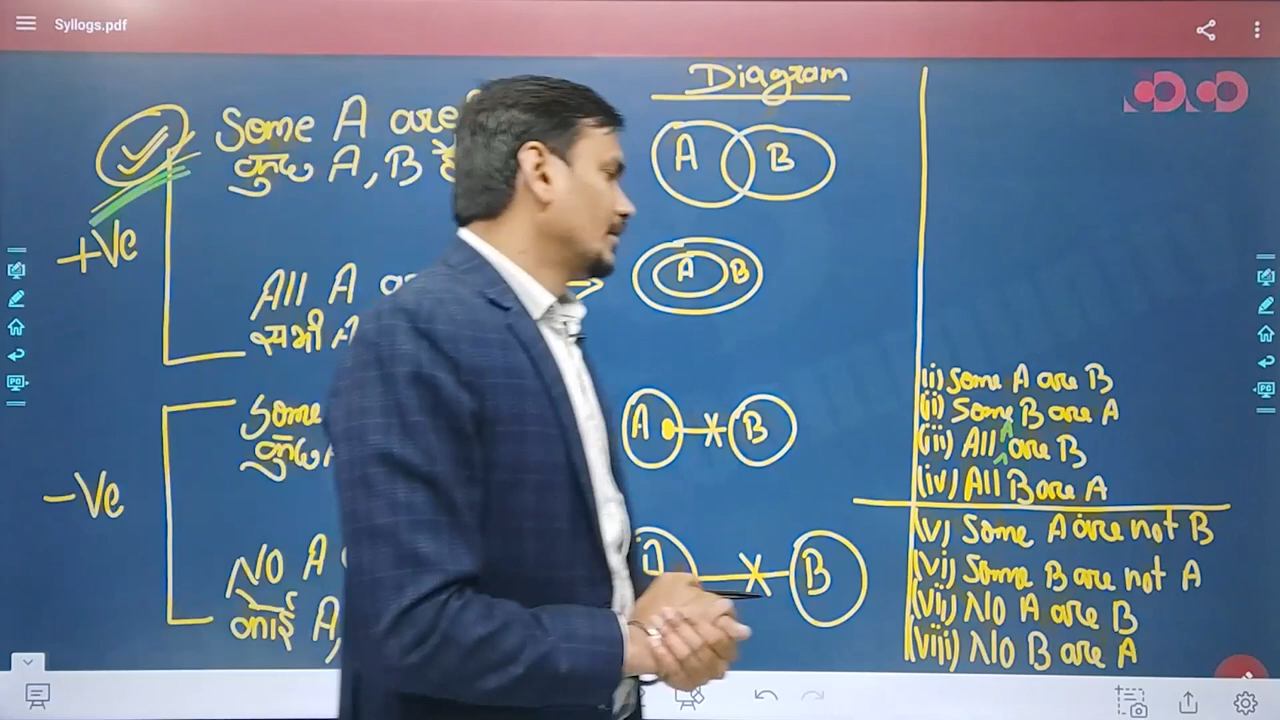 Syllogs.pdf
Diagram
+Ve
Some A are
कुछ A, B है
A B
All A
सभी A
A B
-Ve
Some
कुछ
A B
No A
कोई A,
B
(i) Some A are B
(ii) Some B are A
(iii) All A are B
(iv) All B are A
(v) Some A are not B
(vi) Some B are not A
(vii) NO A are B
(viii) NO B are A